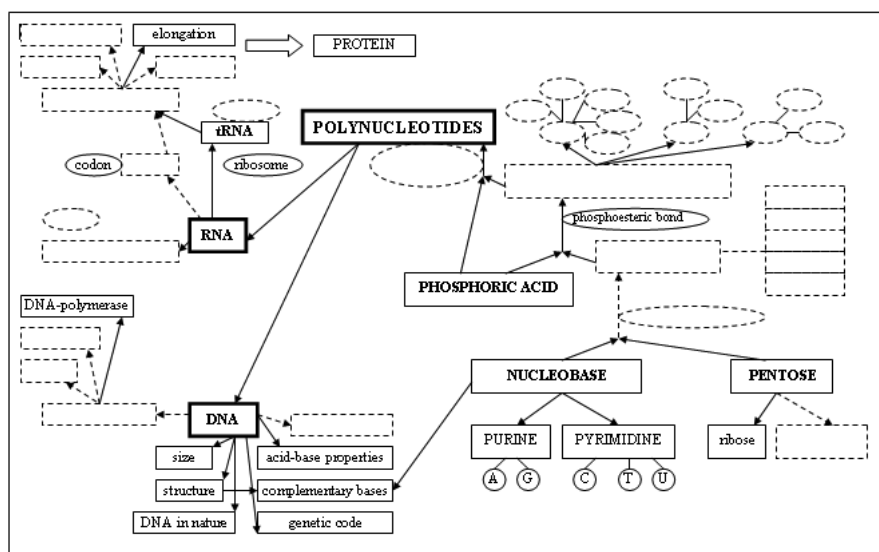 elongation
PROTEIN
tRNA
POLYNUCLEOTIDES
codon
ribosome
phosphoesteric bond
RNA
PHOSPHORIC ACID
DNA-polymerase
NUCLEOBASE
PENTOSE
DNA
PURINE
PYRIMIDINE
ribose
size
acid-base properties
A G C T U
structure
complementary bases
DNA in nature
genetic code